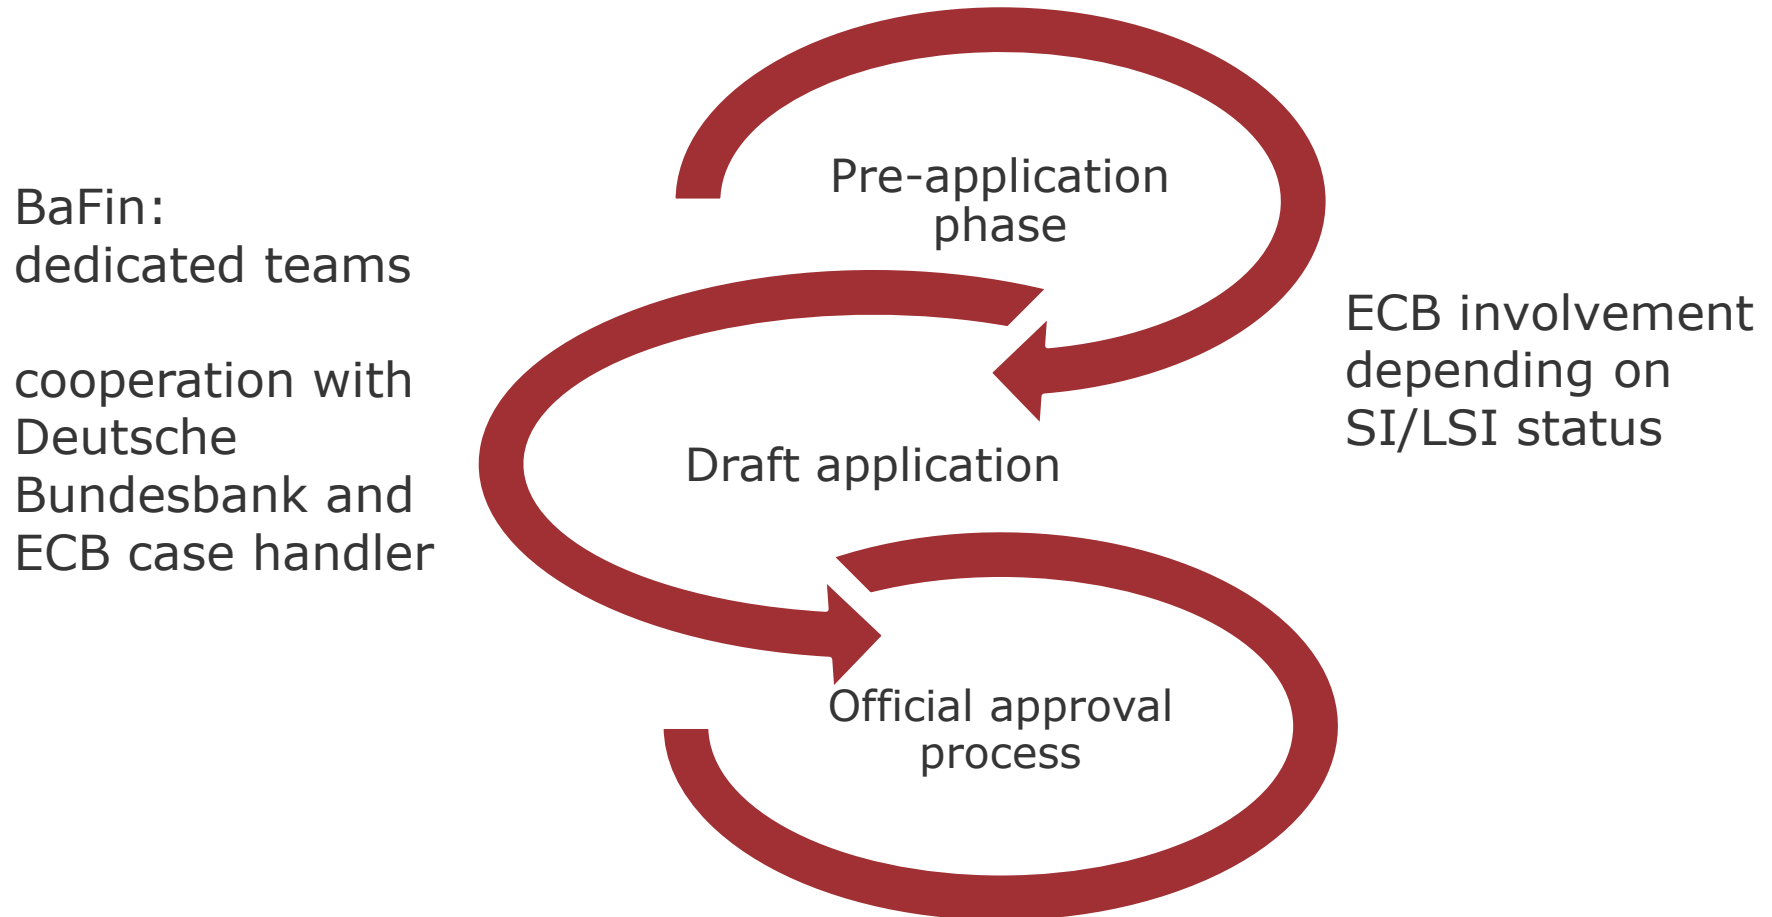 BaFin:
dedicated teams
cooperation with
Deutsche
Bundesbank and
ECB case handler
Pre-application
phase
Draft application
Official approval
process
ECB involvement
depending on
SI/LSI status